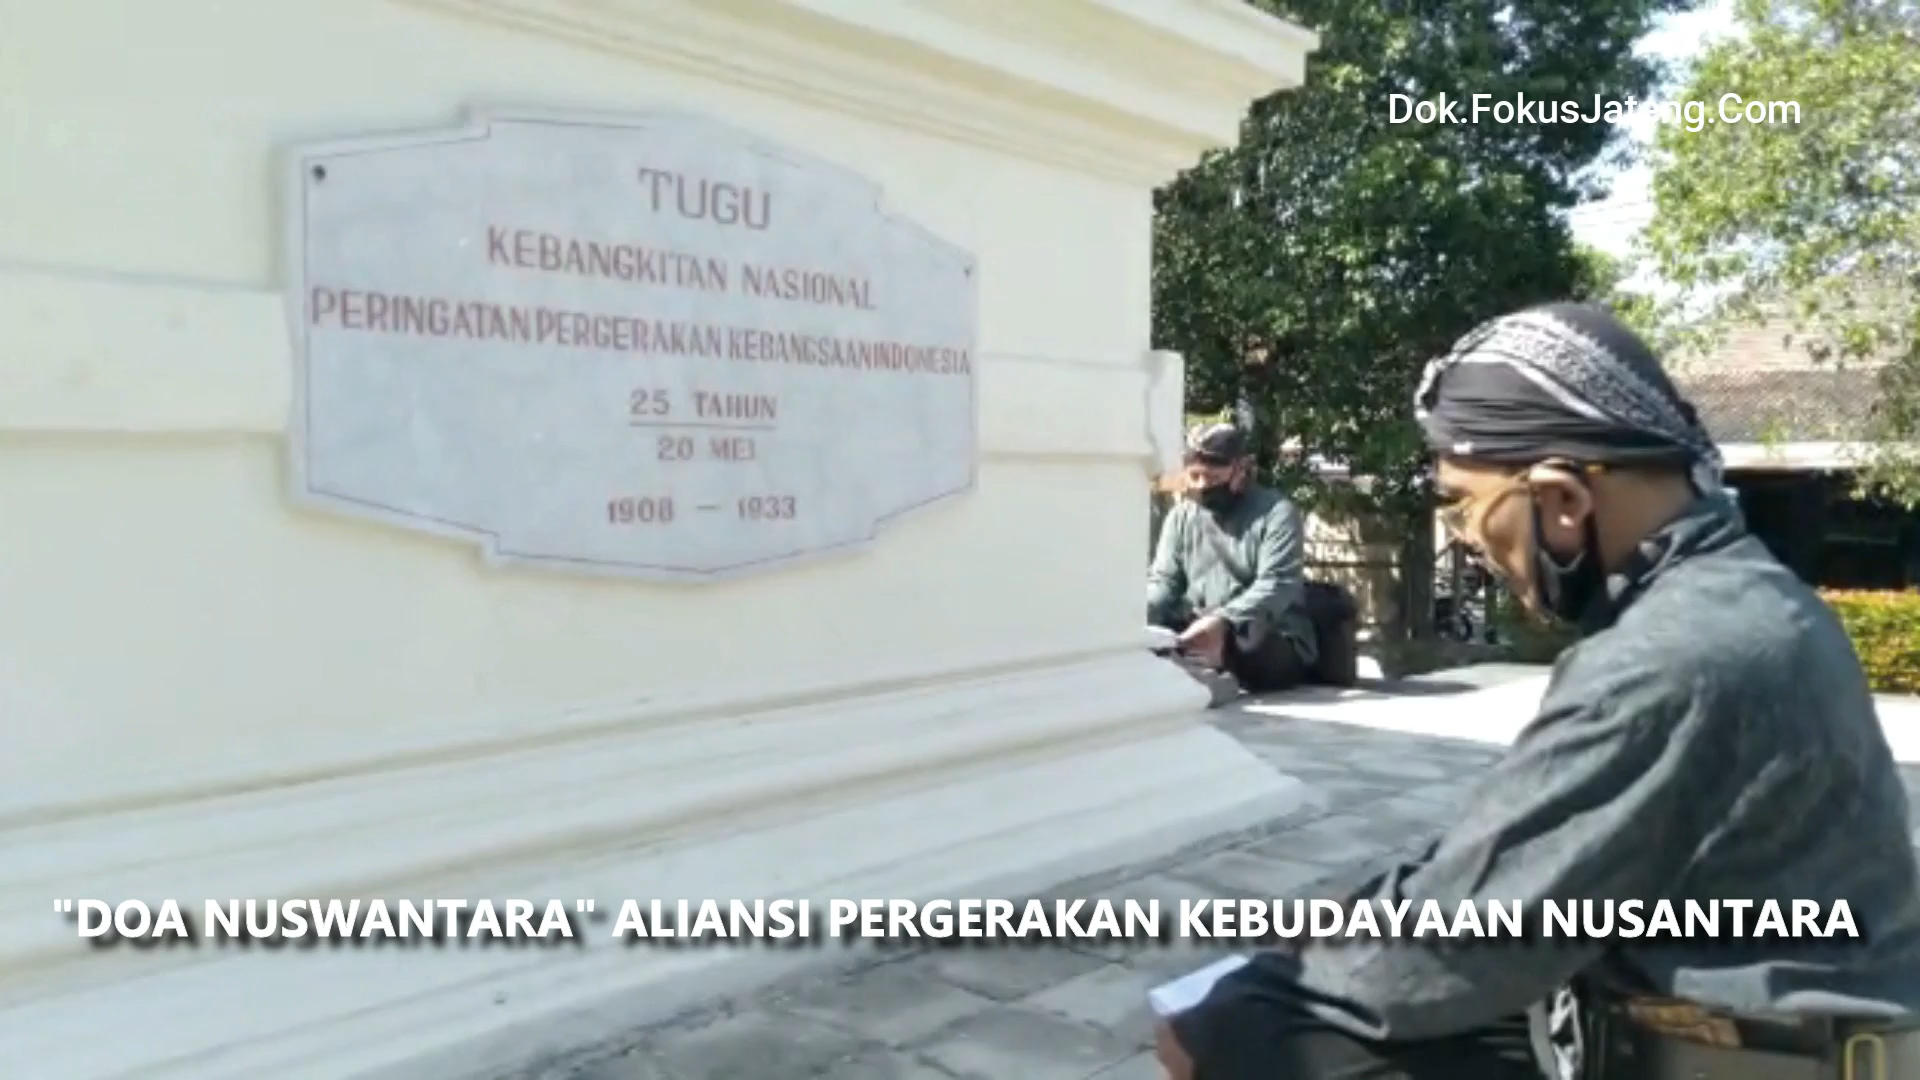 Dok.FokusJateng.Com
TUGU
KEBANGKITAN NASIONAL
PERINGATAN PERGERAKAN KEBANGSAAN INDONESIA
25 TAHUN
20 MEI
1908 - 1933
"DOA NUSWANTARA" ALIANSI PERGERAKAN KEBUDAYAAN NUSANTARA